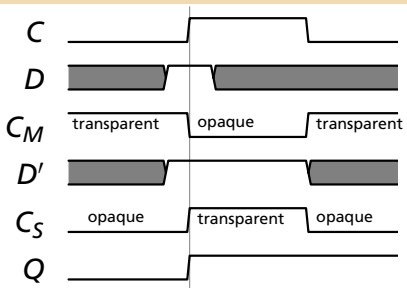 C
D
C_M
transparent opaque transparent
D'
C_S
opaque transparent opaque
Q